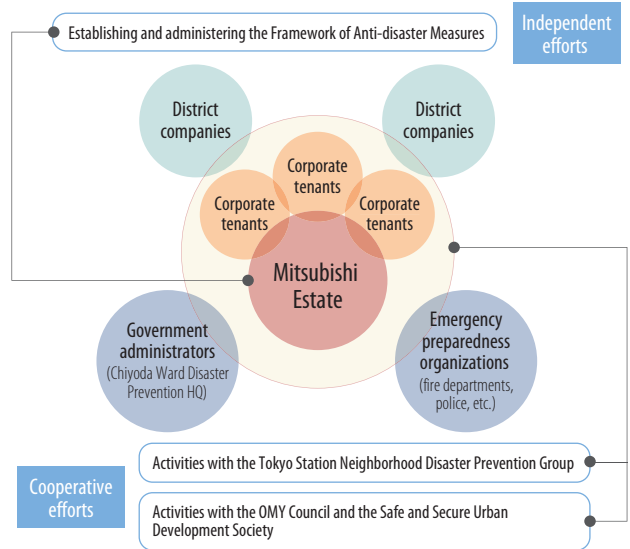 Establishing and administering the Framework of Anti-disaster Measures
Independent
efforts
District
companies
District
companies
Corporate
tenants
Corporate
tenants
Corporate
tenants
Mitsubishi
Estate
Government
administrators
(Chiyoda Ward Disaster
Prevention HQ)
Emergency
preparedness
organizations
(fire departments,
police, etc.)
Cooperative
efforts
Activities with the Tokyo Station Neighborhood Disaster Prevention Group
Activities with the OMY Council and the Safe and Secure Urban
Development Society